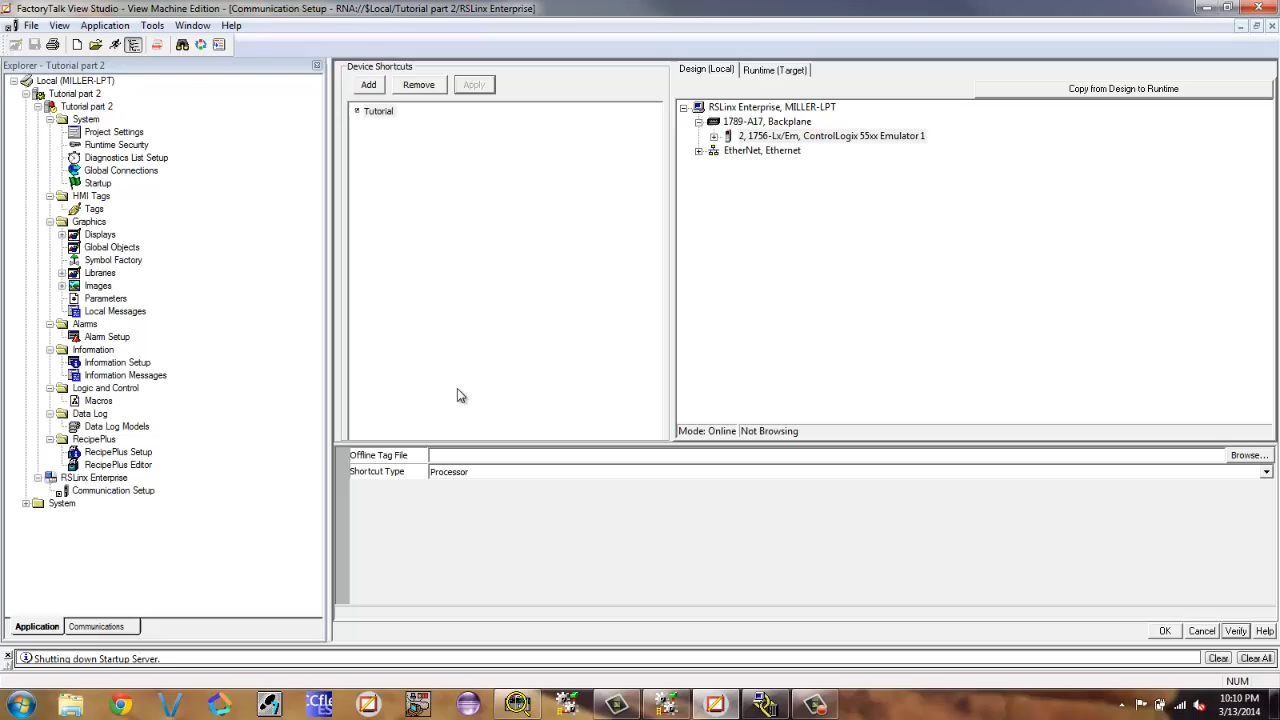 FactoryTalk View Studio - View Machine Edition - [Communication Setup - RNA://$Local/Tutorial part 2/RSLinx Enterprise]
File View Application Tools Window Help
Explorer - Tutorial part 2
Local (MILLER-LPT)
Tutorial part 2
Tutorial part 2
System
Project Settings
Runtime Security
Diagnostics List Setup
Global Connections
Startup
HMI Tags
Tags
Graphics
Displays
Global Objects
Symbol Factory
Libraries
Images
Parameters
Local Messages
Alarms
Alarm Setup
Information
Information Setup
Information Messages
Logic and Control
Macros
Data Log
Data Log Models
RecipePlus
RecipePlus Setup
RecipePlus Editor
RSLinx Enterprise
Communication Setup
System
Application Communications
Device Shortcuts
Add Remove Apply
Tutorial
Design (Local) Runtime (Target)
Copy from Design to Runtime
RSLinx Enterprise, MILLER-LPT
1789-A17, Backplane
2, 1756-Lx/Em, ControlLogix 55xx Emulator 1
EtherNet, Ethernet
Mode: Online Not Browsing
Offline Tag File Browse...
Shortcut Type Processor
OK Cancel Verify Help
Shutting down Startup Server. Clear Clear All
NUM
10:10 PM
3/13/2014